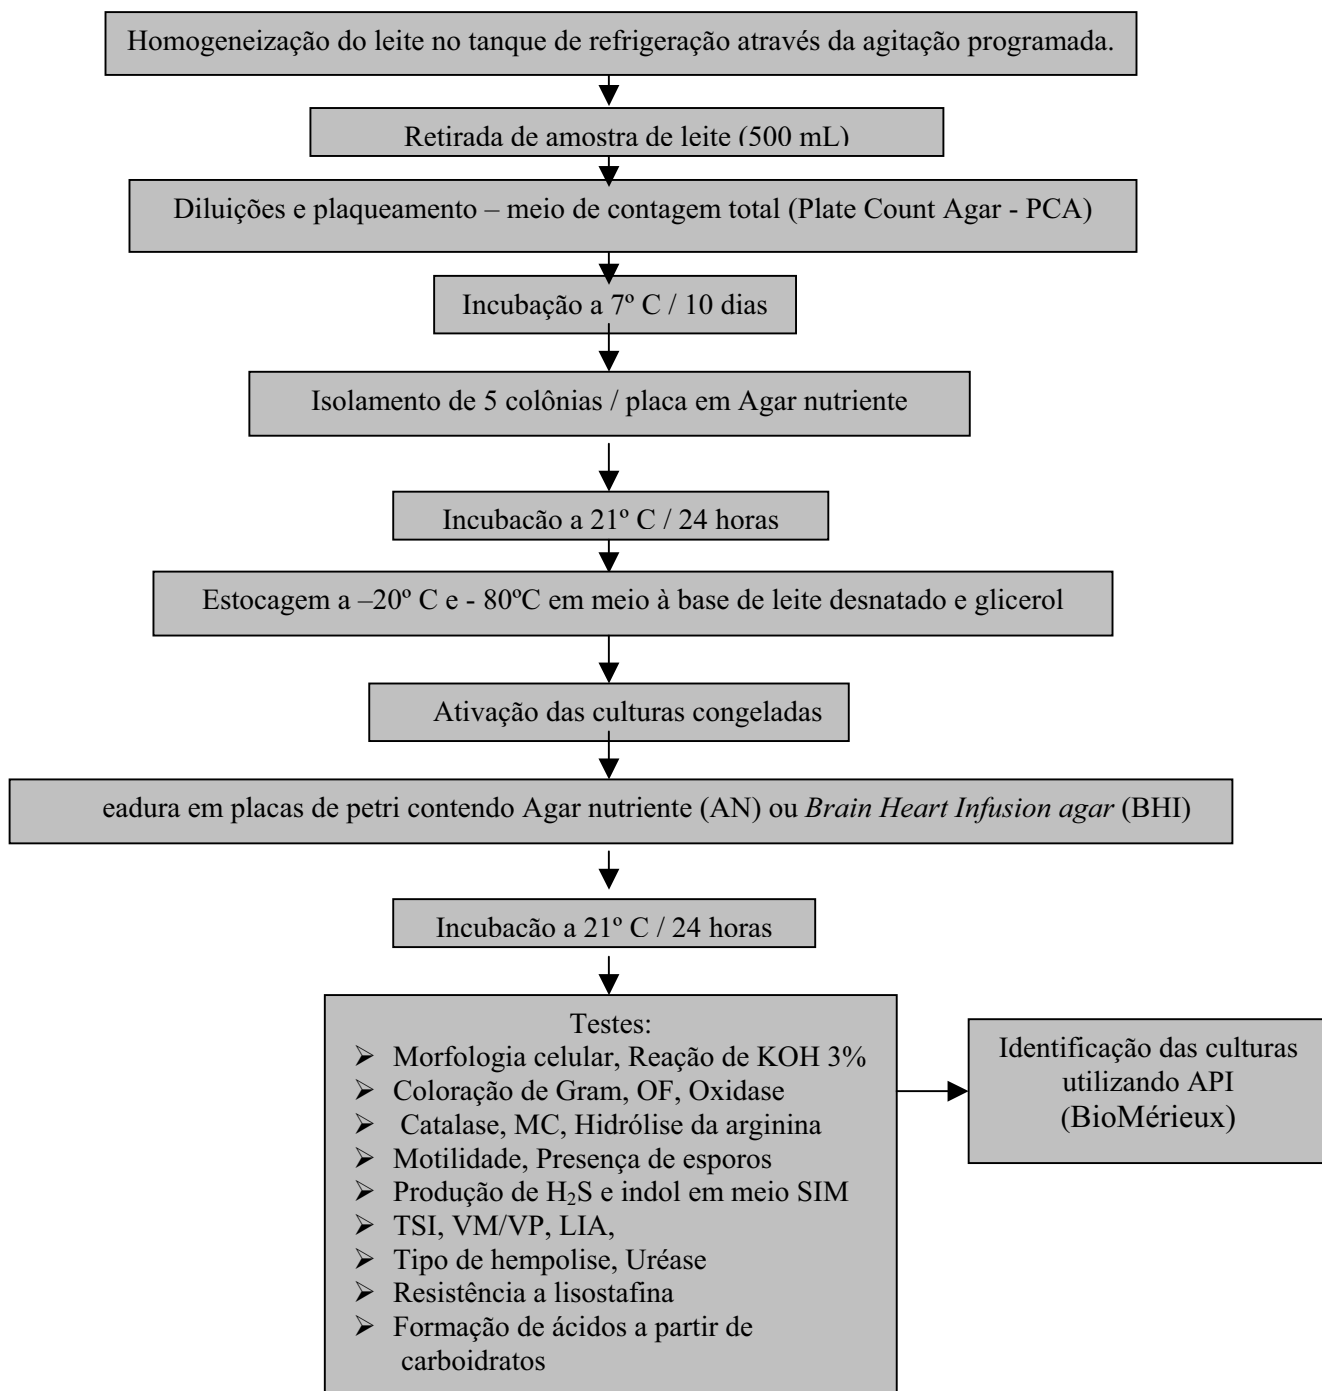 Homogeneização do leite no tanque de refrigeração através da agitação programada.
Retirada de amostra de leite (500 mL)
Diluições e plaqueamento – meio de contagem total (Plate Count Agar - PCA)
Incubação a 7º C / 10 dias
Isolamento de 5 colônias / placa em Agar nutriente
Incubacão a 21º C / 24 horas
Estocagem a –20º C e - 80ºC em meio à base de leite desnatado e glicerol
Ativação das culturas congeladas
eadura em placas de petri contendo Agar nutriente (AN) ou Brain Heart Infusion agar (BHI)
Incubacão a 21º C / 24 horas
Testes:
➢ Morfologia celular, Reação de KOH 3%
➢ Coloração de Gram, OF, Oxidase
➢ Catalase, MC, Hidrólise da arginina
➢ Motilidade, Presença de esporos
➢ Produção de H₂S e indol em meio SIM
➢ TSI, VM/VP, LIA,
➢ Tipo de hempolise, Uréase
➢ Resistência a lisostafina
➢ Formação de ácidos a partir de
carboidratos
Identificação das culturas
utilizando API
(BioMérieux)